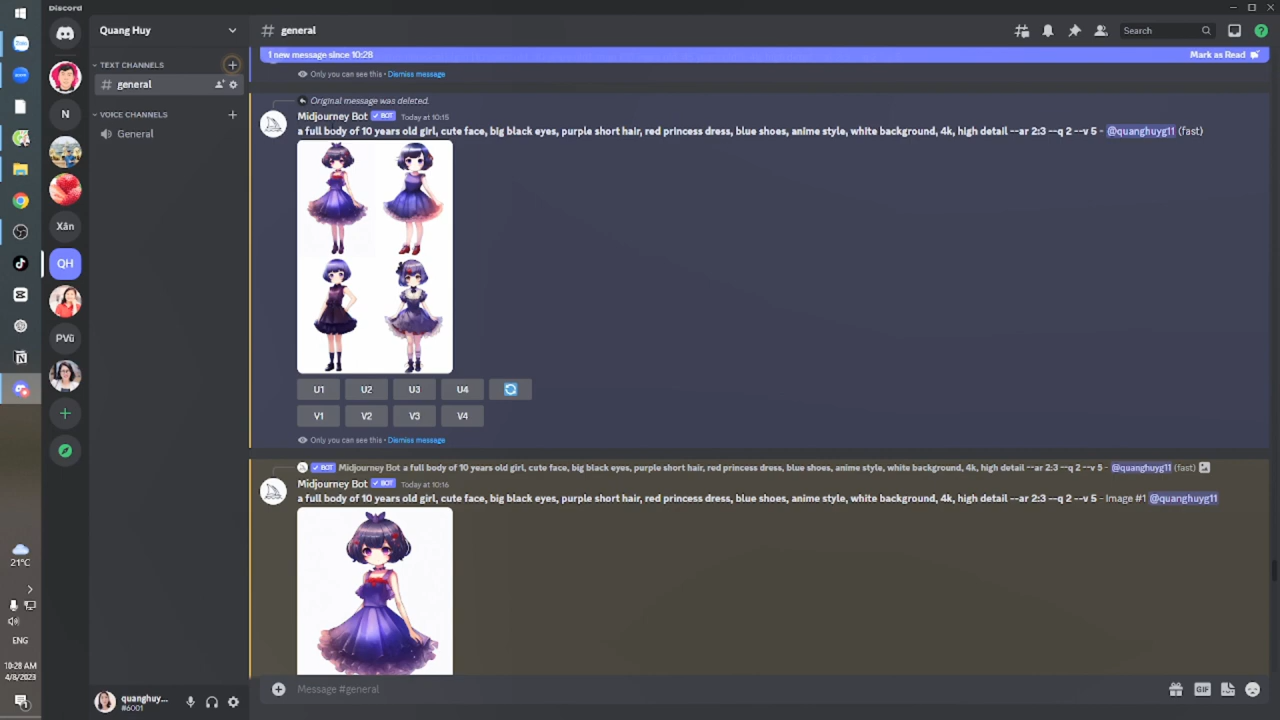 Discord
Quang Huy
general
Search
1 new message since 10:28
Mark as Read
TEXT CHANNELS
general
VOICE CHANNELS
General
N
Xân
QH
PVũ
Only you can see this • Dismiss message
Original message was deleted.
Midjourney Bot BOT Today at 10:15
a full body of 10 years old girl, cute face, big black eyes, purple short hair, red princess dress, blue shoes, anime style, white background, 4k, high detail --ar 2:3 --q 2 --v 5 - @quanghuyg11 (fast)
U1 U2 U3 U4
V1 V2 V3 V4
Only you can see this • Dismiss message
BOT Midjourney Bot a full body of 10 years old girl, cute face, big black eyes, purple short hair, red princess dress, blue shoes, anime style, white background, 4k, high detail --ar 2:3 --q 2 --v 5 - @quanghuyg11 (fast)
Midjourney Bot BOT Today at 10:16
a full body of 10 years old girl, cute face, big black eyes, purple short hair, red princess dress, blue shoes, anime style, white background, 4k, high detail --ar 2:3 --q 2 --v 5 - Image #1 @quanghuyg11
Message #general
GIF
quanghuy...
#6001
21°C
ENG
10:28 AM
4/8/2023